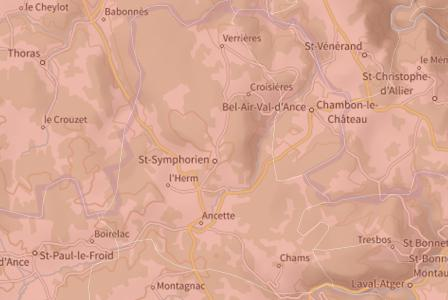 le Cheylot
Babonnès
Verrières
St-Vénérand
Thoras
le Mén
Croisières
St-Christophe-
d'Allier
Bel-Air-Val-d'Ance
Chambon-le-
Château
le Crouzet
St-Symphorien
l'Herm
Ancette
Boirelac
d'Ance
St-Paul-le-Froid
Tresbos
St Bonne
St-Bonn
Montau
Chams
Montagnac
Laval-Atger